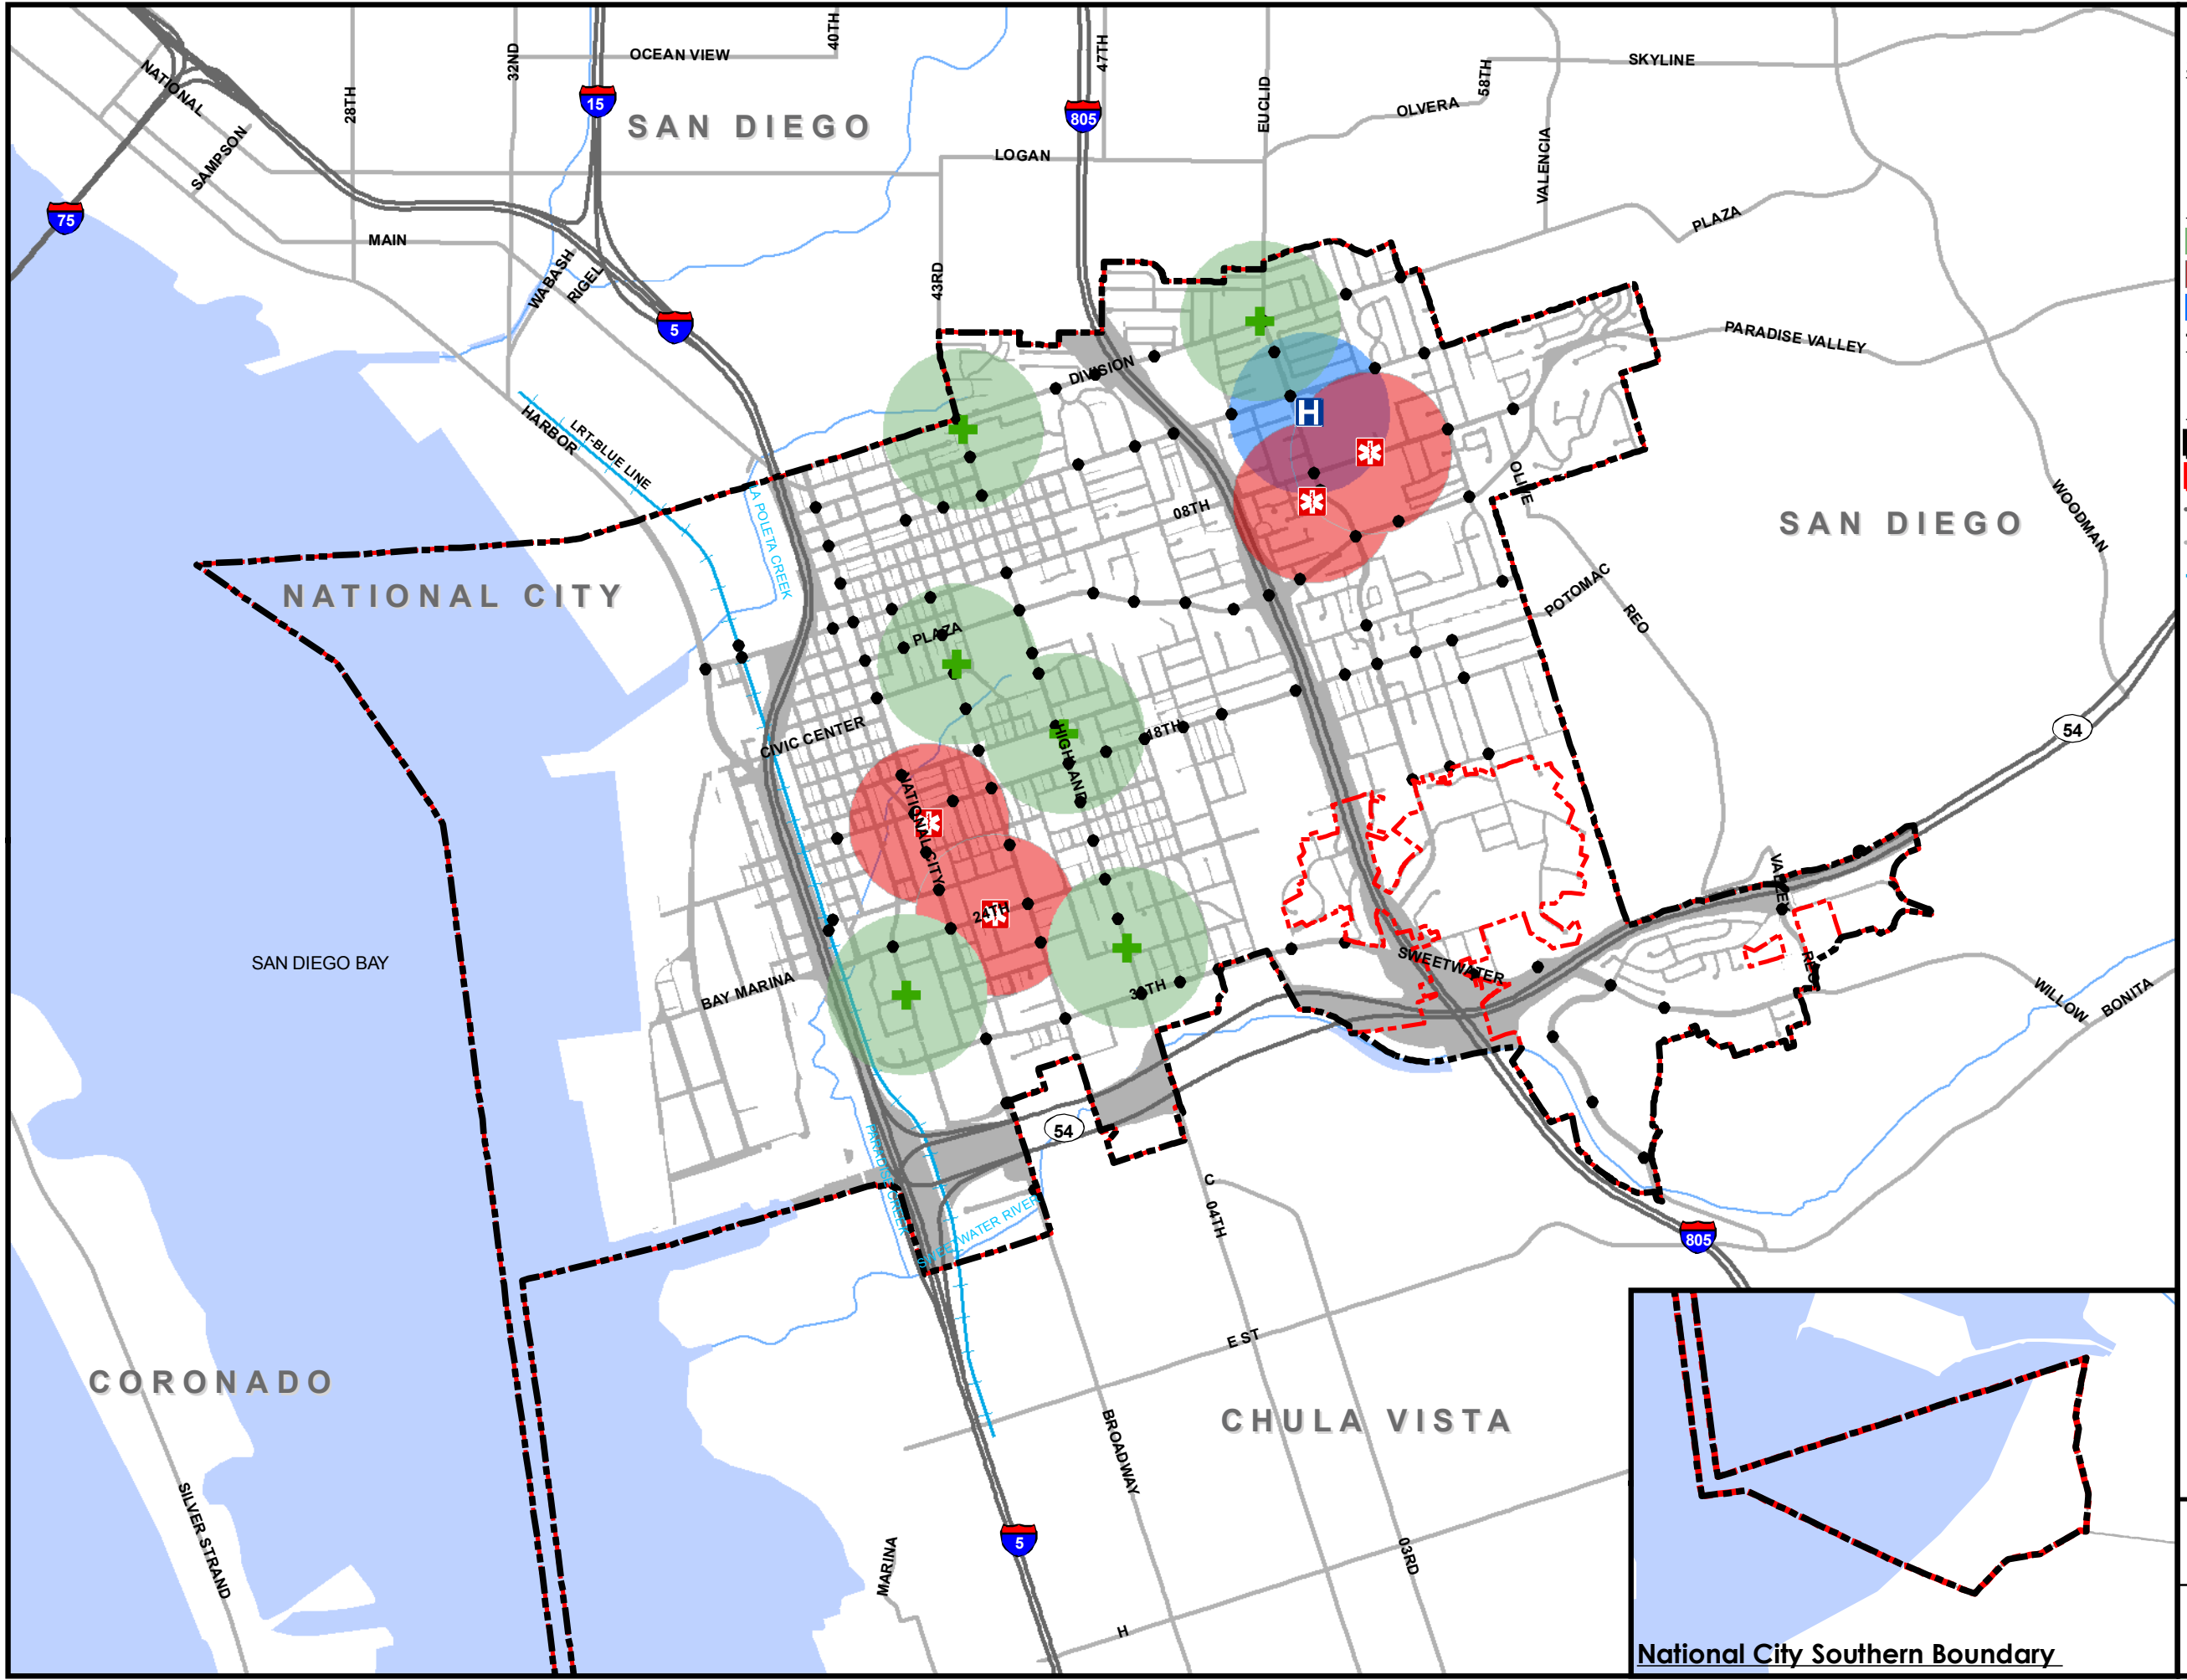 OCEAN VIEW
40TH
47TH
32ND
28TH
NATIONAL
SAMPSON
15
SAN DIEGO
805
EUCLID
58TH
SKYLINE
OLVERA
VALENCIA
LOGAN
75
MAIN
WABASH
RIGEL
5
43RD
PLAZA
PARADISE VALLEY
DIVISION
HARBOR
LRT-BLUE LINE
H
08TH
OLIVE
WOODMAN
SAN DIEGO
LA POLETA CREEK
NATIONAL CITY
POTOMAC
REO
PLAZA
CIVIC CENTER
HIGHLAND
18TH
54
NATIONAL CITY
24TH
VALLEY
SAN DIEGO BAY
BAY MARINA
30TH
SWEETWATER
REO
WILLOW
BONITA
54
PARADISE CREEK
SWEETWATER RIVER
C
04TH
805
E ST
CORONADO
CHULA VISTA
BROADWAY
SILVER STRAND
MARINA
5
03RD
H
National City Southern Boundary